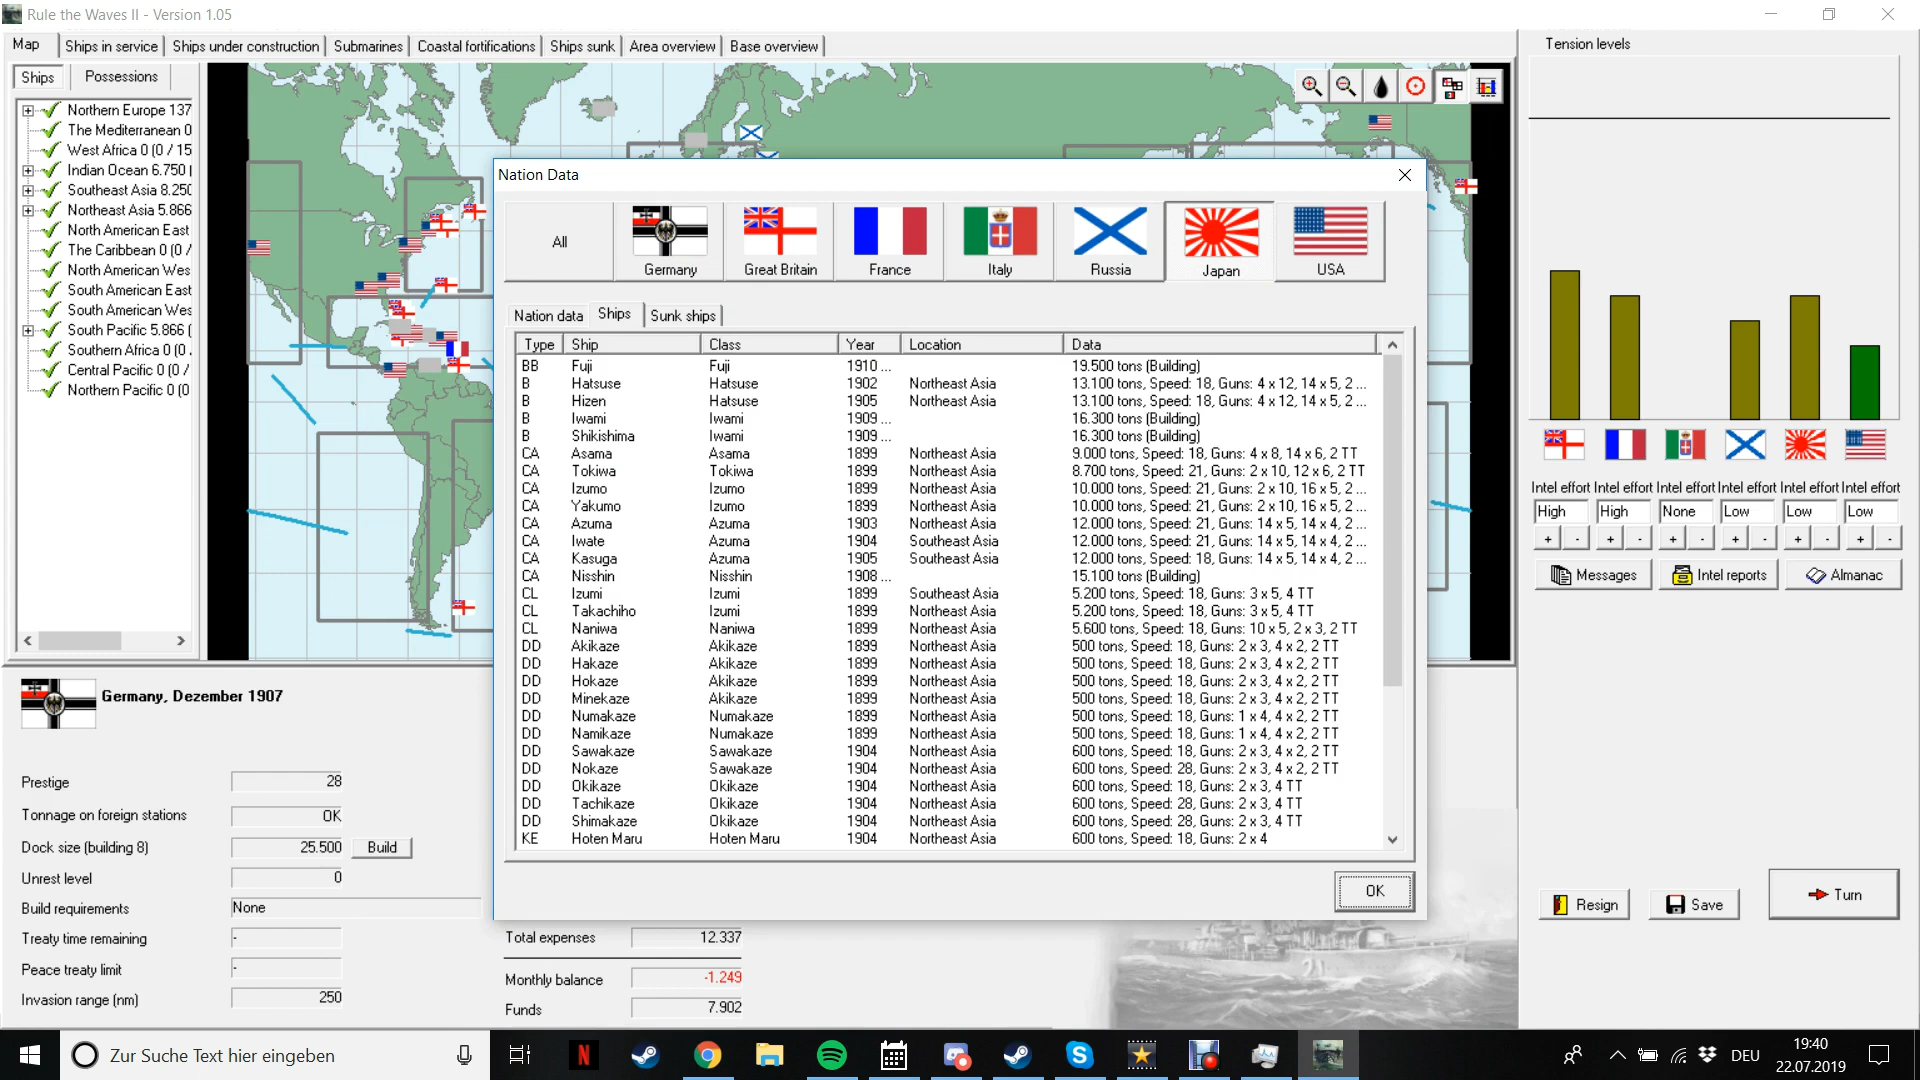 Rule the Waves II - Version 1.05
Map
Ships in service
Ships under construction
Submarines
Coastal fortifications
Ships sunk
Area overview
Base overview
Ships
Possessions
Northern Europe 137
The Mediterranean 0
West Africa 0 (0 / 15
Indian Ocean 6.750 (
Southeast Asia 8.250
Northeast Asia 5.866
North American East
The Caribbean 0 (0 /
North American Wes
South American East
South American Wes
South Pacific 5.866 (
Southern Africa 0 (0 .
Central Pacific 0 (0 /
Northern Pacific 0 (0
Nation Data
All
Germany
Great Britain
France
Italy
Russia
Japan
USA
Nation data
Ships
Sunk ships
Type Ship Class Year Location Data
BB Fuji Fuji 1910 ... 19.500 tons (Building)
B Hatsuse Hatsuse 1902 Northeast Asia 13.100 tons, Speed: 18, Guns: 4 x 12, 14 x 5, 2 ...
B Hizen Hatsuse 1905 Northeast Asia 13.100 tons, Speed: 18, Guns: 4 x 12, 14 x 5, 2 ...
B Iwami Iwami 1909 ... 16.300 tons (Building)
B Shikishima Iwami 1909 ... 16.300 tons (Building)
CA Asama Asama 1899 Northeast Asia 9.000 tons, Speed: 18, Guns: 4 x 8, 14 x 6, 2 TT
CA Tokiwa Tokiwa 1899 Northeast Asia 8.700 tons, Speed: 21, Guns: 2 x 10, 12 x 6, 2 TT
CA Izumo Izumo 1899 Northeast Asia 10.000 tons, Speed: 21, Guns: 2 x 10, 16 x 5, 2 ...
CA Yakumo Izumo 1899 Northeast Asia 10.000 tons, Speed: 21, Guns: 2 x 10, 16 x 5, 2 ...
CA Azuma Azuma 1903 Northeast Asia 12.000 tons, Speed: 21, Guns: 14 x 5, 14 x 4, 2 ...
CA Iwate Azuma 1904 Southeast Asia 12.000 tons, Speed: 21, Guns: 14 x 5, 14 x 4, 2 ...
CA Kasuga Azuma 1905 Southeast Asia 12.000 tons, Speed: 18, Guns: 14 x 5, 14 x 4, 2 ...
CA Nisshin Nisshin 1908 ... 15.100 tons (Building)
CL Izumi Izumi 1899 Southeast Asia 5.200 tons, Speed: 18, Guns: 3 x 5, 4 TT
CL Takachiho Izumi 1899 Northeast Asia 5.200 tons, Speed: 18, Guns: 3 x 5, 4 TT
CL Naniwa Naniwa 1899 Northeast Asia 5.600 tons, Speed: 18, Guns: 10 x 5, 2 x 3, 2 TT
DD Akikaze Akikaze 1899 Northeast Asia 500 tons, Speed: 18, Guns: 2 x 3, 4 x 2, 2 TT
DD Hakaze Akikaze 1899 Northeast Asia 500 tons, Speed: 18, Guns: 2 x 3, 4 x 2, 2 TT
DD Hokaze Akikaze 1899 Northeast Asia 500 tons, Speed: 18, Guns: 2 x 3, 4 x 2, 2 TT
DD Minekaze Akikaze 1899 Northeast Asia 500 tons, Speed: 18, Guns: 2 x 3, 4 x 2, 2 TT
DD Numakaze Numakaze 1899 Northeast Asia 500 tons, Speed: 18, Guns: 1 x 4, 4 x 2, 2 TT
DD Namikaze Numakaze 1899 Northeast Asia 500 tons, Speed: 18, Guns: 1 x 4, 4 x 2, 2 TT
DD Sawakaze Sawakaze 1904 Northeast Asia 600 tons, Speed: 18, Guns: 2 x 3, 4 x 2, 2 TT
DD Nokaze Sawakaze 1904 Northeast Asia 600 tons, Speed: 28, Guns: 2 x 3, 4 x 2, 2 TT
DD Okikaze Okikaze 1904 Northeast Asia 600 tons, Speed: 18, Guns: 2 x 3, 4 TT
DD Tachikaze Okikaze 1904 Northeast Asia 600 tons, Speed: 28, Guns: 2 x 3, 4 TT
DD Shimakaze Okikaze 1904 Northeast Asia 600 tons, Speed: 28, Guns: 2 x 3, 4 TT
KE Hoten Maru Hoten Maru 1904 Northeast Asia 600 tons, Speed: 18, Guns: 2 x 4
OK
Tension levels
Intel effort Intel effort Intel effort Intel effort Intel effort Intel effort
High High None Low Low Low
+ - + - + - + - + - + -
Messages
Intel reports
Almanac
Resign
Save
Turn
Germany, Dezember 1907
Prestige 28
Tonnage on foreign stations OK
Dock size (building 8) 25.500 Build
Unrest level 0
Build requirements None
Treaty time remaining -
Peace treaty limit -
Invasion range (nm) 250
Total expenses 12.337
Monthly balance -1.249
Funds 7.902
Zur Suche Text hier eingeben
DEU
19:40
22.07.2019